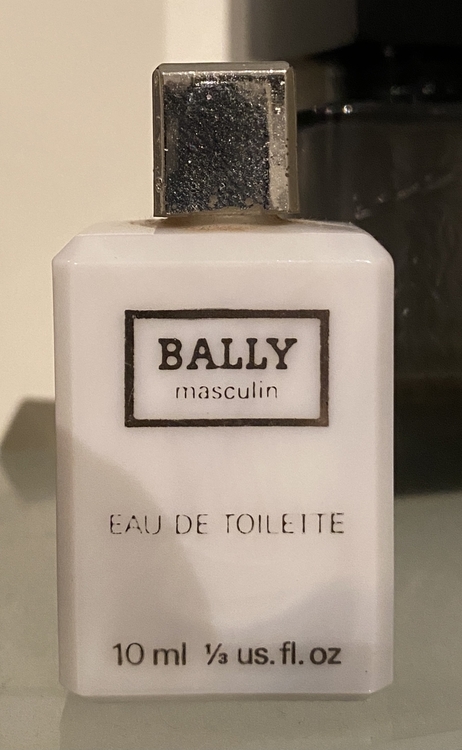 BALLY
masculin
EAU DE TOILETTE
10 ml ⅓ us.fl.oz